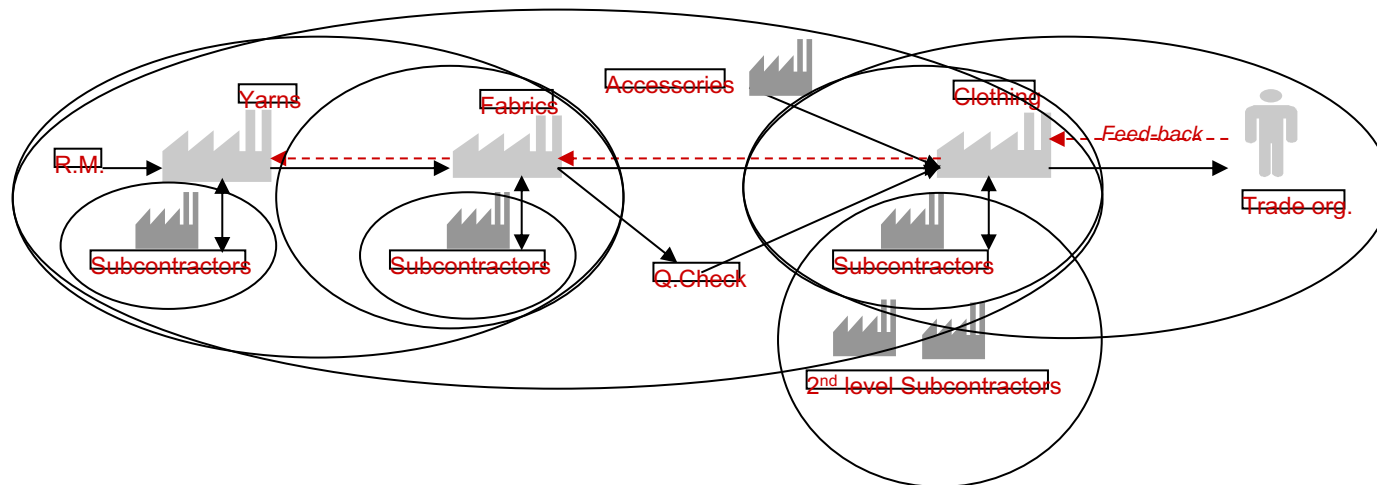 Accessories
Yarns
Fabrics
Clothing
Feed-back
R.M.
Trade org.
Subcontractors
Subcontractors
Q.Check
Subcontractors
2nd level Subcontractors